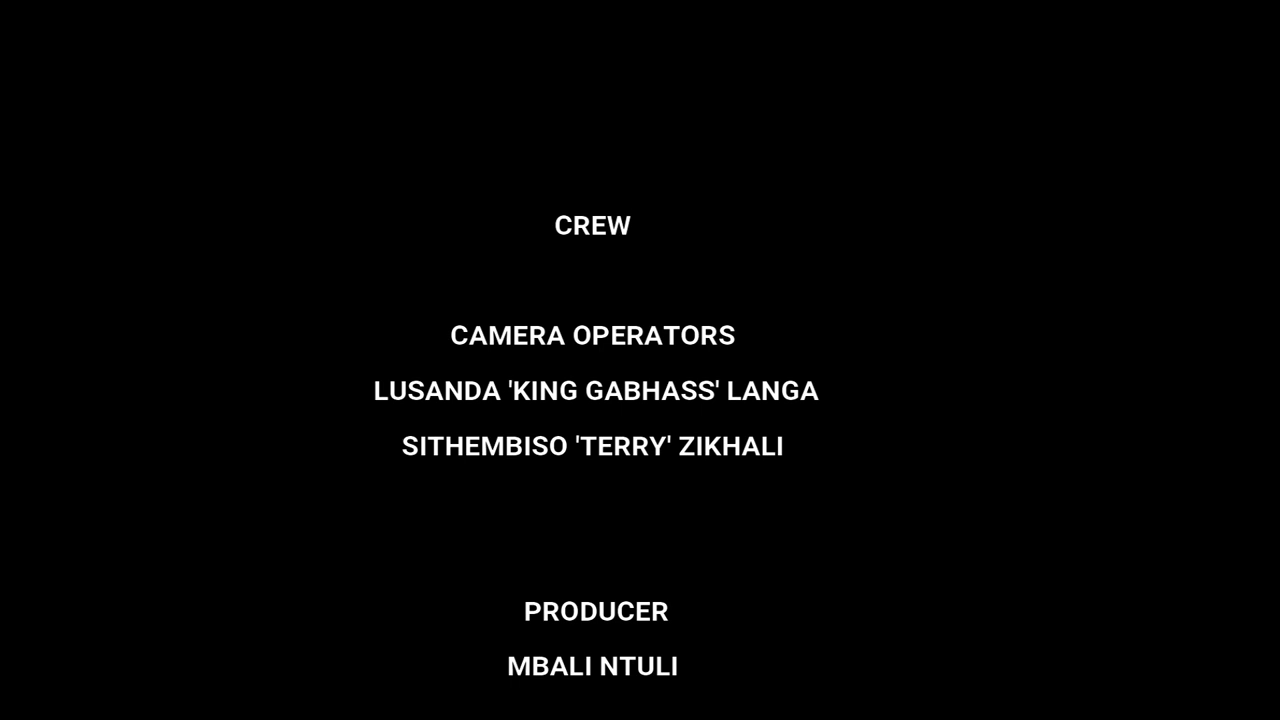 CREW
CAMERA OPERATORS
LUSANDA 'KING GABHASS' LANGA
SITHEMBISO 'TERRY' ZIKHALI
PRODUCER
MBALI NTULI